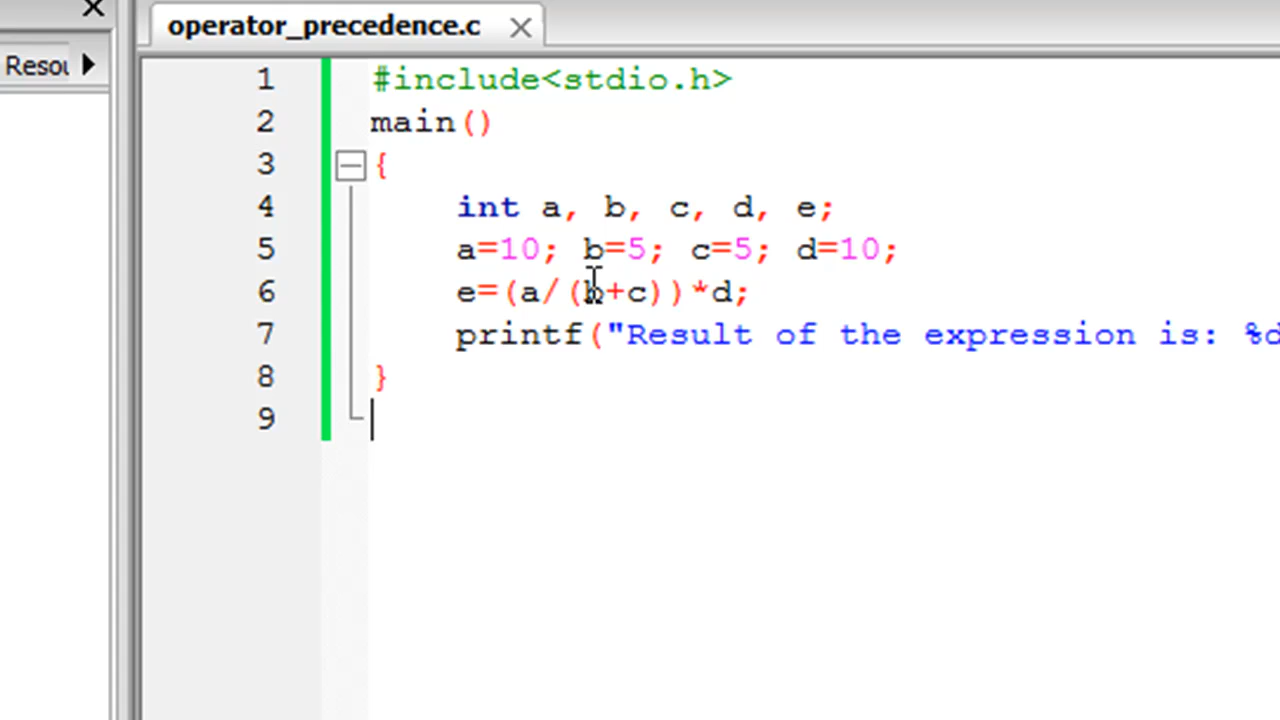 operator_precedence.c
1 #include<stdio.h>
2 main()
3 {
4 int a, b, c, d, e;
5 a=10; b=5; c=5; d=10;
6 e=(a/(b+c))*d;
7 printf("Result of the expression is: %d
8 }
9